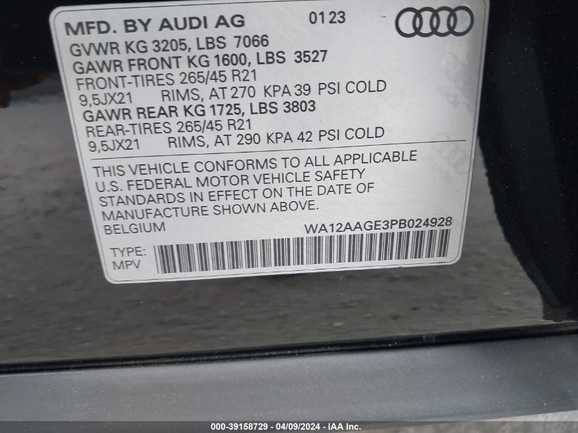 MFD. BY AUDI AG 01 23
GVWR KG 3205, LBS 7066
GAWR FRONT KG 1600, LBS 3527
FRONT-TIRES 265/45 R21
9,5JX21 RIMS, AT 270 KPA 39 PSI COLD
GAWR REAR KG 1725, LBS 3803
REAR-TIRES 265/45 R21
9,5JX21 RIMS, AT 290 KPA 42 PSI COLD
THIS VEHICLE CONFORMS TO ALL APPLICABLE
U.S. FEDERAL MOTOR VEHICLE SAFETY
STANDARDS IN EFFECT ON THE DATE OF
MANUFACTURE SHOWN ABOVE.
BELGIUM WA12AAGE3PB024928
TYPE:
MPV
000-39158729 - 04/09/2024 - IAA Inc.